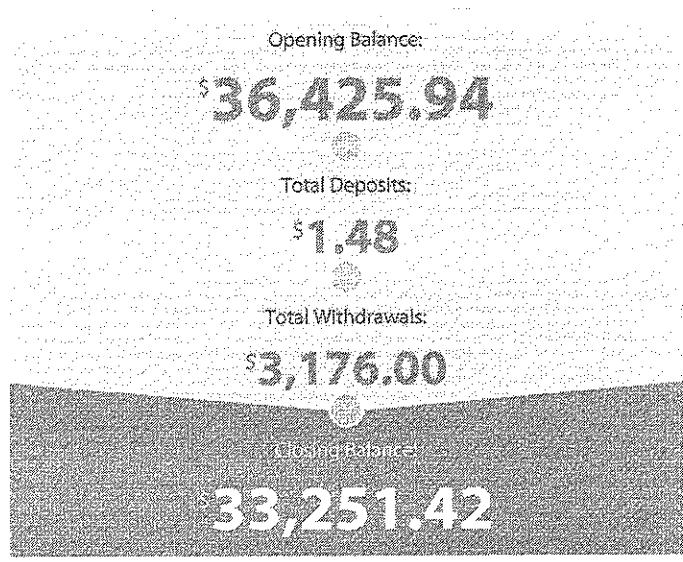 Opening Balance:
$36,425.94
Total Deposits:
$1.48
Total Withdrawals:
$3,176.00
Closing Balance:
$33,251.42